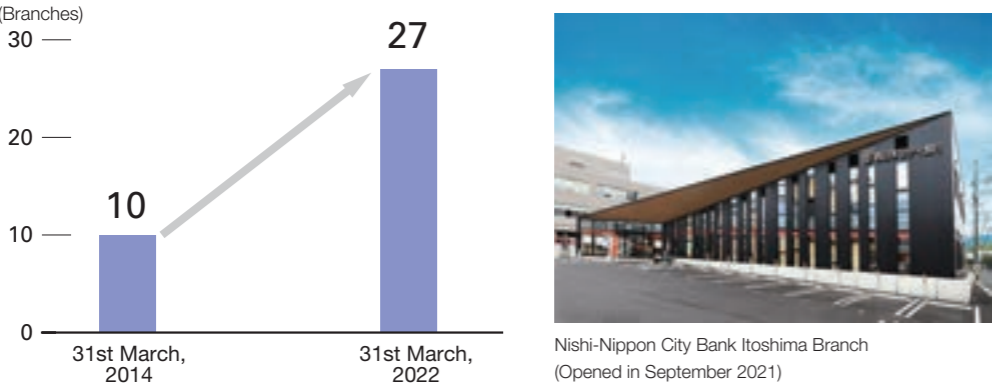 (Branches)
30
20
10
0
10
27
31st March,
2014
31st March,
2022
Nishi-Nippon City Bank Itoshima Branch
(Opened in September 2021)